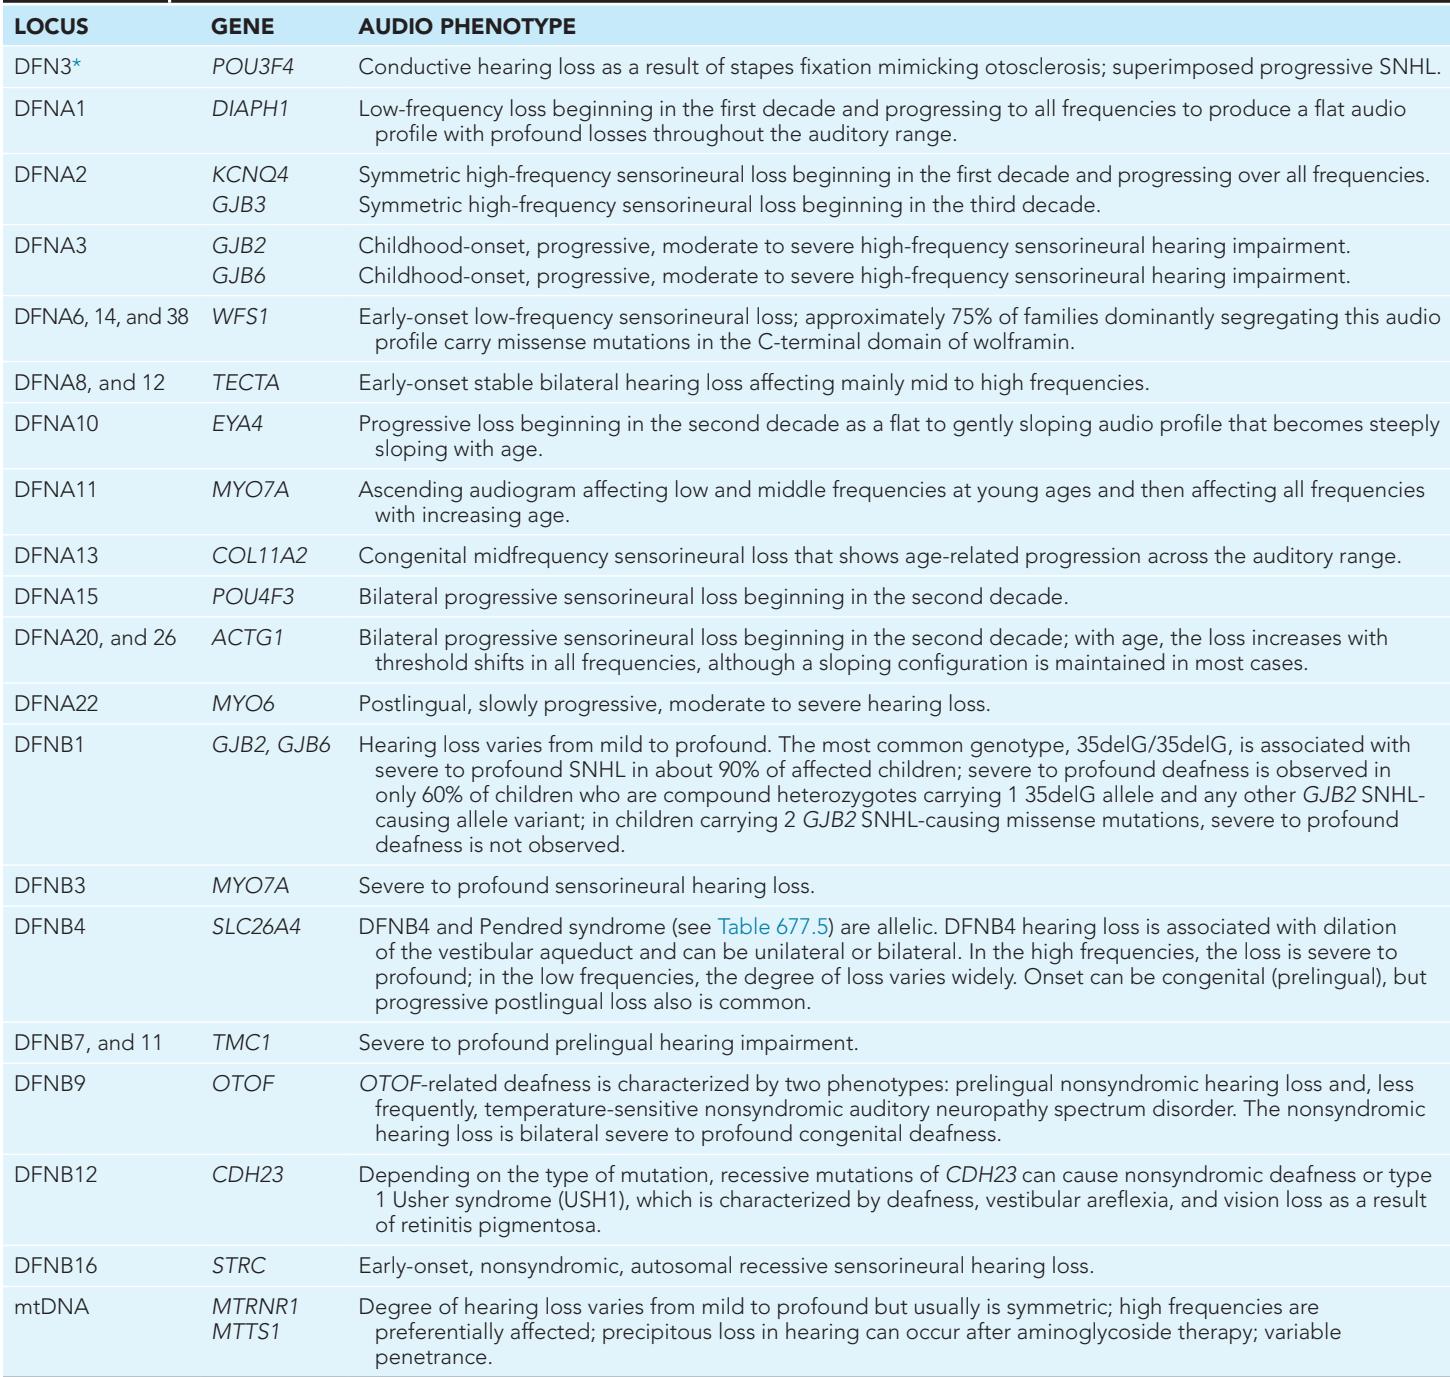 LOCUS GENE AUDIO PHENOTYPE
DFN3* POU3F4 Conductive hearing loss as a result of stapes fixation mimicking otosclerosis; superimposed progressive SNHL.
DFNA1 DIAPH1 Low-frequency loss beginning in the first decade and progressing to all frequencies to produce a flat audio
profile with profound losses throughout the auditory range.
DFNA2 KCNQ4 Symmetric high-frequency sensorineural loss beginning in the first decade and progressing over all frequencies.
GJB3 Symmetric high-frequency sensorineural loss beginning in the third decade.
DFNA3 GJB2 Childhood-onset, progressive, moderate to severe high-frequency sensorineural hearing impairment.
GJB6 Childhood-onset, progressive, moderate to severe high-frequency sensorineural hearing impairment.
DFNA6, 14, and 38 WFS1 Early-onset low-frequency sensorineural loss; approximately 75% of families dominantly segregating this audio
profile carry missense mutations in the C-terminal domain of wolframin.
DFNA8, and 12 TECTA Early-onset stable bilateral hearing loss affecting mainly mid to high frequencies.
DFNA10 EYA4 Progressive loss beginning in the second decade as a flat to gently sloping audio profile that becomes steeply
sloping with age.
DFNA11 MYO7A Ascending audiogram affecting low and middle frequencies at young ages and then affecting all frequencies
with increasing age.
DFNA13 COL11A2 Congenital midfrequency sensorineural loss that shows age-related progression across the auditory range.
DFNA15 POU4F3 Bilateral progressive sensorineural loss beginning in the second decade.
DFNA20, and 26 ACTG1 Bilateral progressive sensorineural loss beginning in the second decade; with age, the loss increases with
threshold shifts in all frequencies, although a sloping configuration is maintained in most cases.
DFNA22 MYO6 Postlingual, slowly progressive, moderate to severe hearing loss.
DFNB1 GJB2, GJB6 Hearing loss varies from mild to profound. The most common genotype, 35delG/35delG, is associated with
severe to profound SNHL in about 90% of affected children; severe to profound deafness is observed in
only 60% of children who are compound heterozygotes carrying 1 35delG allele and any other GJB2 SNHL-
causing allele variant; in children carrying 2 GJB2 SNHL-causing missense mutations, severe to profound
deafness is not observed.
DFNB3 MYO7A Severe to profound sensorineural hearing loss.
DFNB4 SLC26A4 DFNB4 and Pendred syndrome (see Table 677.5) are allelic. DFNB4 hearing loss is associated with dilation
of the vestibular aqueduct and can be unilateral or bilateral. In the high frequencies, the loss is severe to
profound; in the low frequencies, the degree of loss varies widely. Onset can be congenital (prelingual), but
progressive postlingual loss also is common.
DFNB7, and 11 TMC1 Severe to profound prelingual hearing impairment.
DFNB9 OTOF OTOF-related deafness is characterized by two phenotypes: prelingual nonsyndromic hearing loss and, less
frequently, temperature-sensitive nonsyndromic auditory neuropathy spectrum disorder. The nonsyndromic
hearing loss is bilateral severe to profound congenital deafness.
DFNB12 CDH23 Depending on the type of mutation, recessive mutations of CDH23 can cause nonsyndromic deafness or type
1 Usher syndrome (USH1), which is characterized by deafness, vestibular areflexia, and vision loss as a result
of retinitis pigmentosa.
DFNB16 STRC Early-onset, nonsyndromic, autosomal recessive sensorineural hearing loss.
mtDNA MTRNR1 Degree of hearing loss varies from mild to profound but usually is symmetric; high frequencies are
MTTS1 preferentially affected; precipitous loss in hearing can occur after aminoglycoside therapy; variable
penetrance.